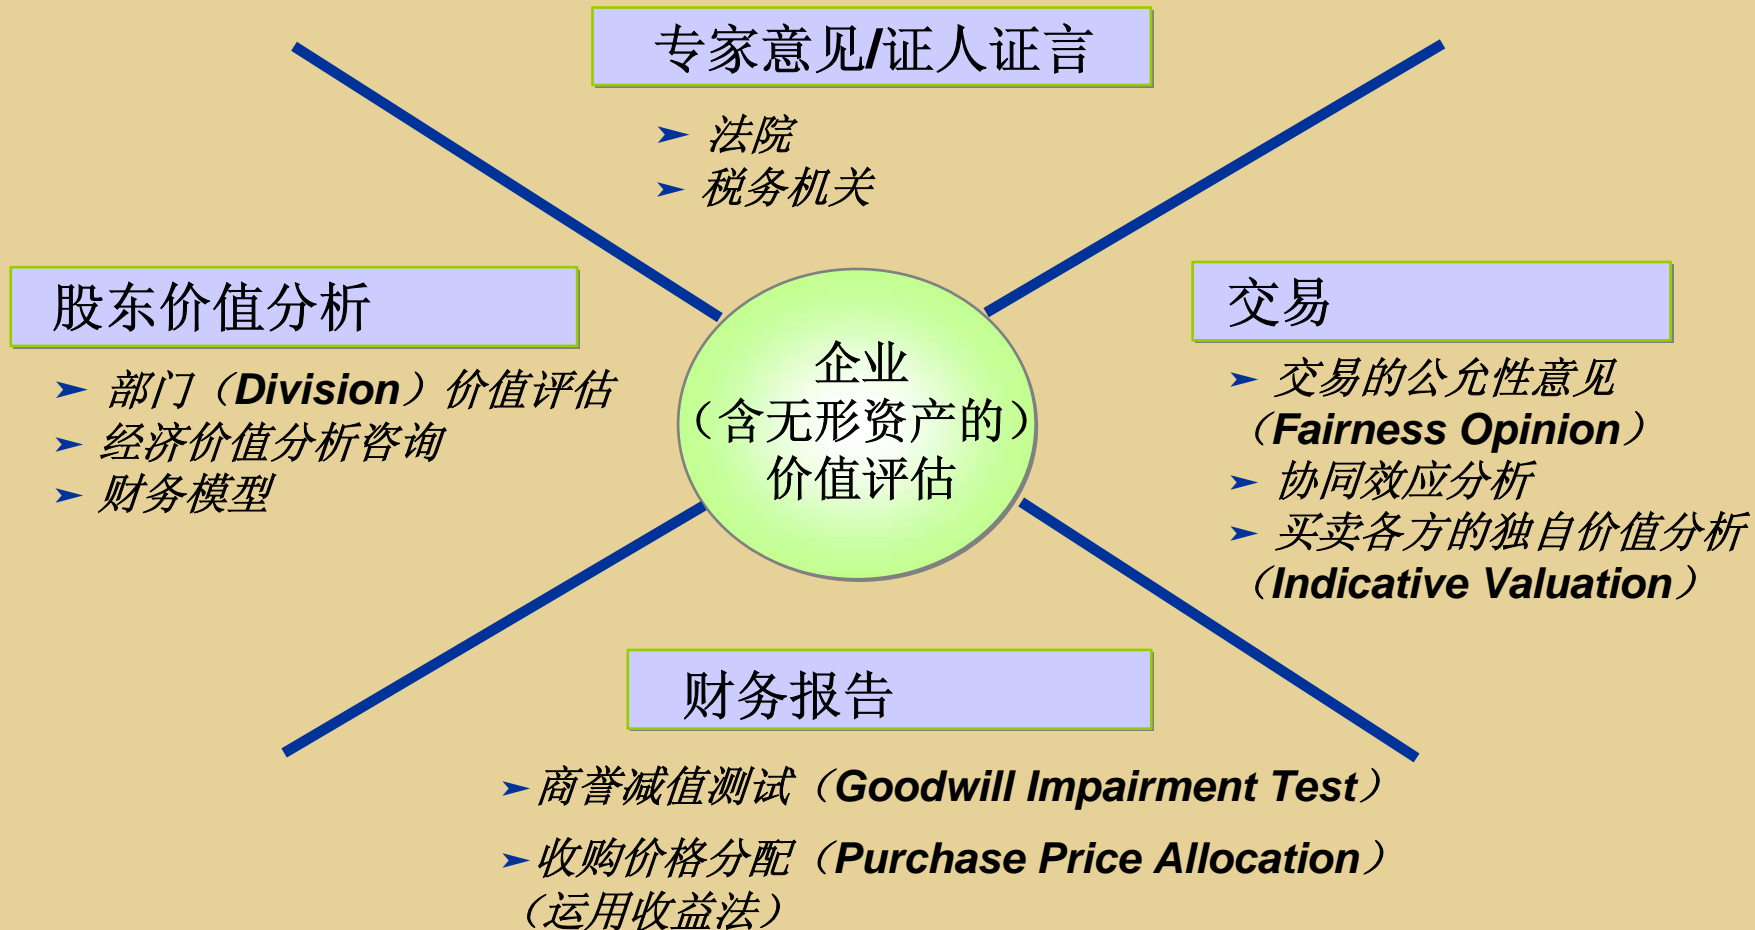 专家意见/证人证言
➢ 法院
➢ 税务机关
股东价值分析
➢ 部门（Division）价值评估
➢ 经济价值分析咨询
➢ 财务模型
企业
（含无形资产的）
价值评估
交易
➢ 交易的公允性意见
（Fairness Opinion）
➢ 协同效应分析
➢ 买卖各方的独自价值分析
（Indicative Valuation）
财务报告
➢商誉减值测试（Goodwill Impairment Test）
➢收购价格分配（Purchase Price Allocation）
（运用收益法）